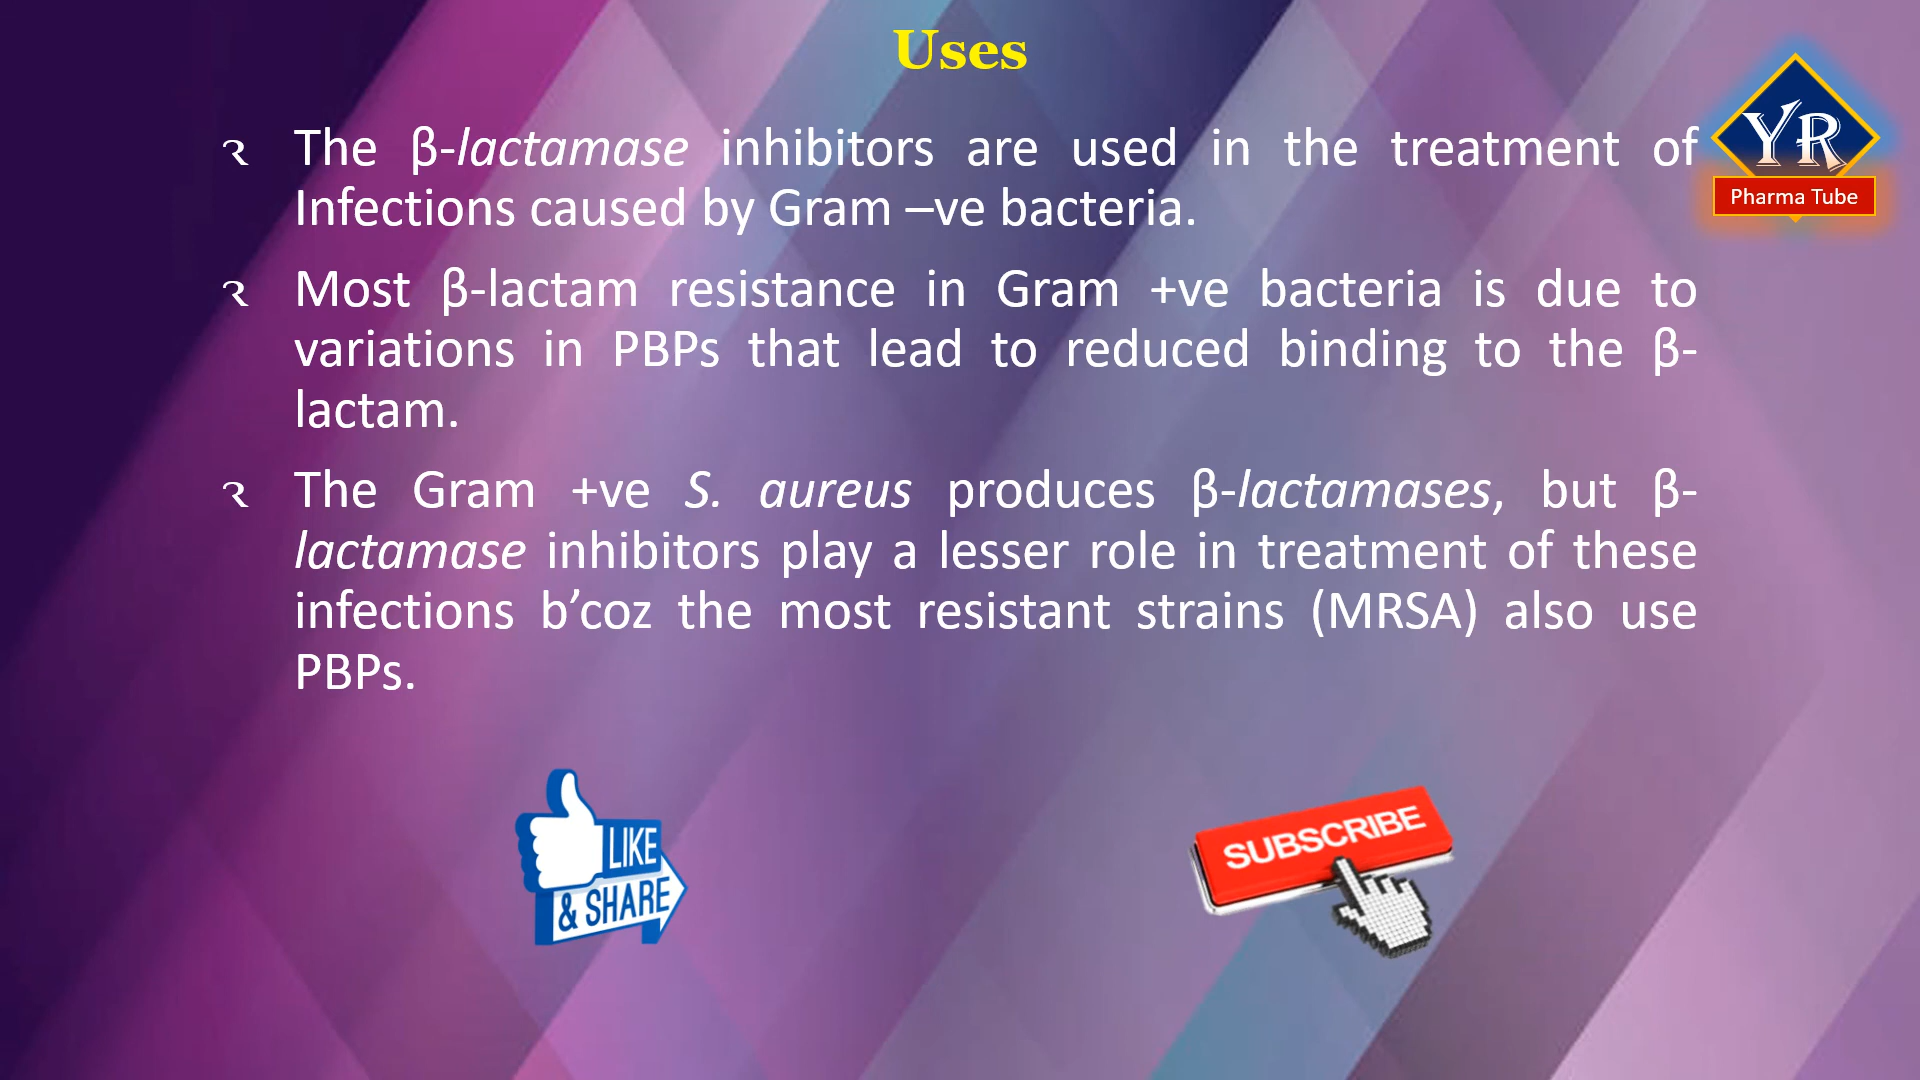 Uses
The β-lactamase inhibitors are used in the treatment of
Infections caused by Gram –ve bacteria.
Most β-lactam resistance in Gram +ve bacteria is due to
variations in PBPs that lead to reduced binding to the β-
lactam.
The Gram +ve S. aureus produces β-lactamases, but β-
lactamase inhibitors play a lesser role in treatment of these
infections b’coz the most resistant strains (MRSA) also use
PBPs.
YR
Pharma Tube
LIKE
& SHARE
SUBSCRIBE